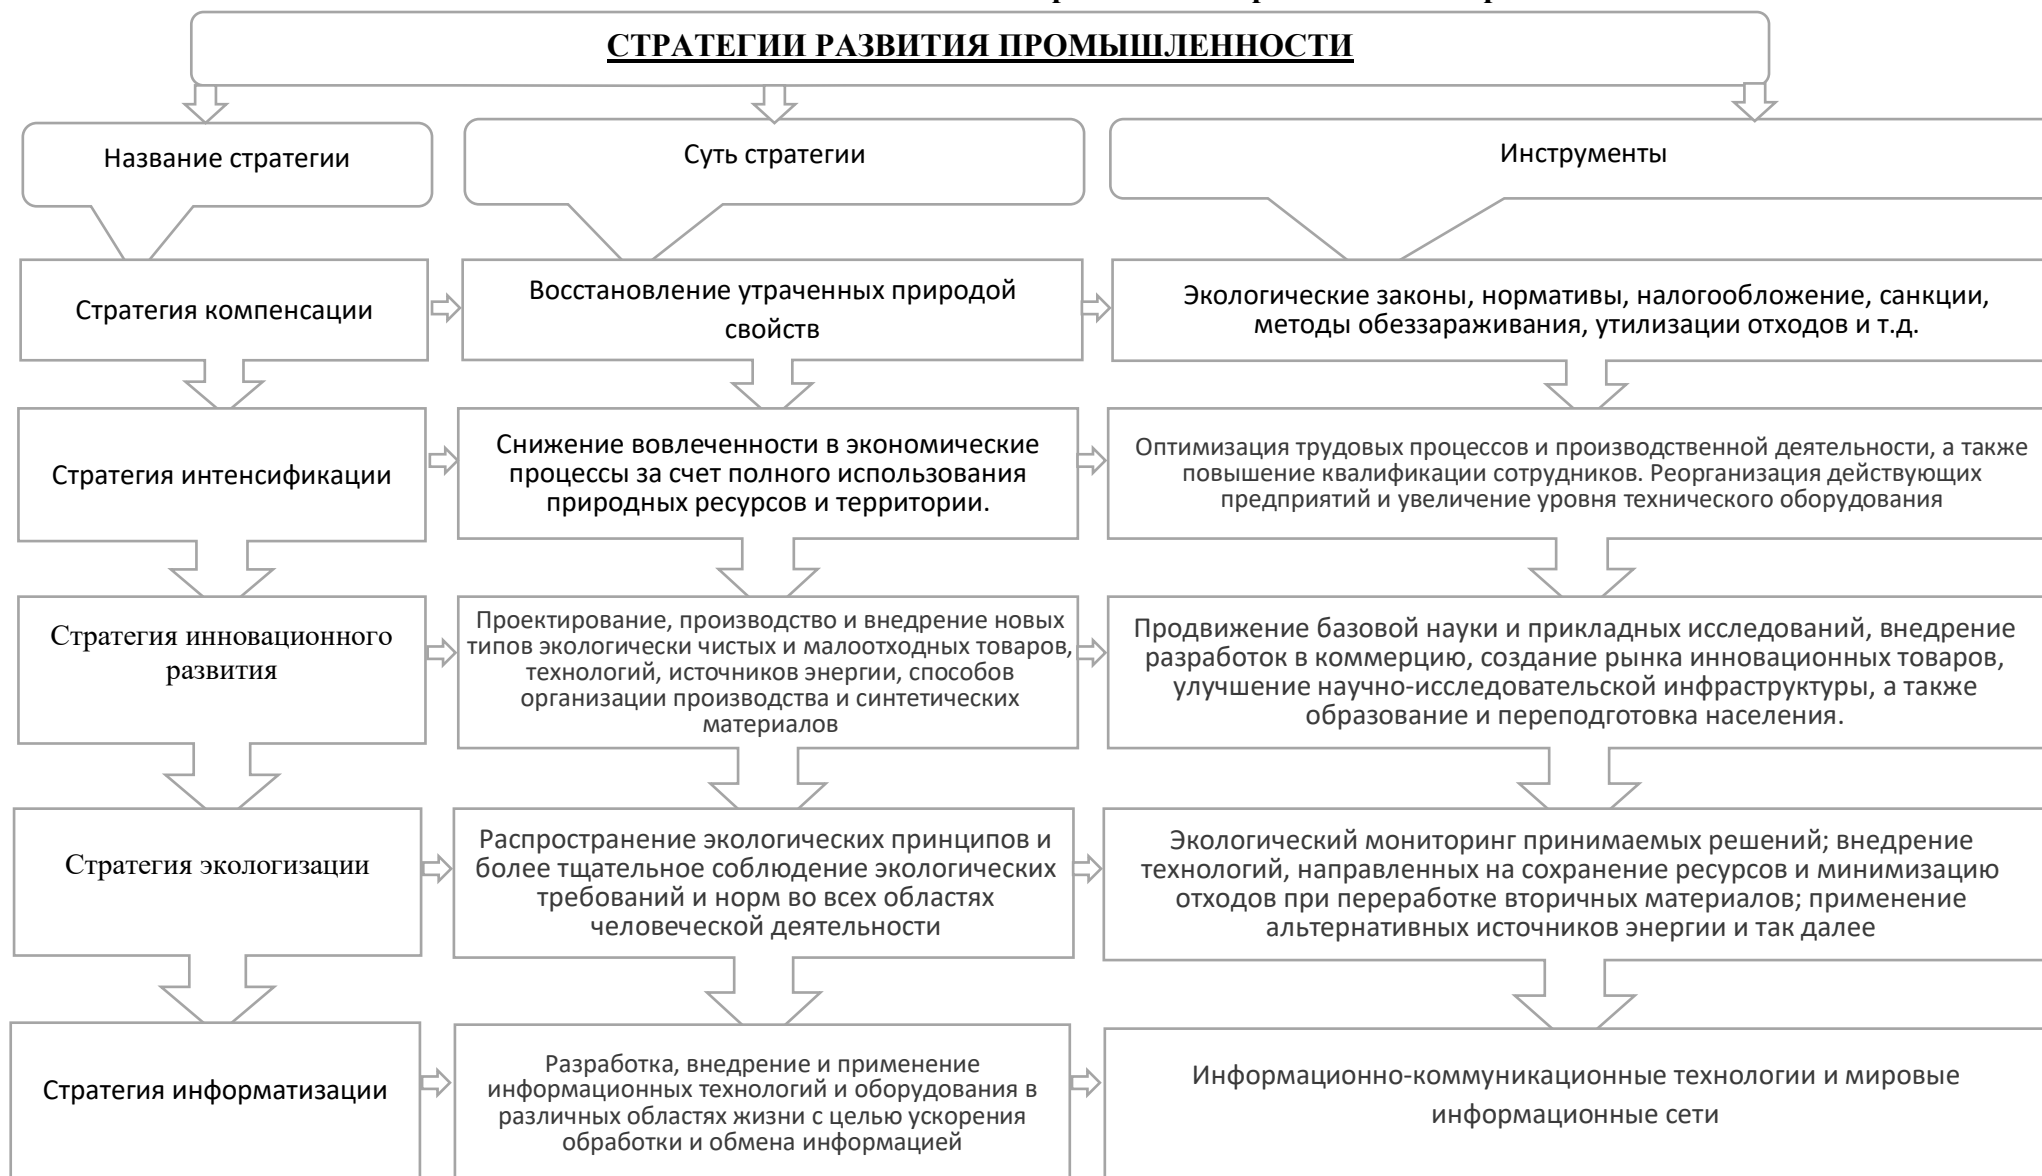 СТРАТЕГИИ РАЗВИТИЯ ПРОМЫШЛЕННОСТИ
Название стратегии
Суть стратегии
Инструменты
Стратегия компенсации
Восстановление утраченных природой
свойств
Экологические законы, нормативы, налогообложение, санкции,
методы обеззараживания, утилизации отходов и т.д.
Стратегия интенсификации
Снижение вовлеченности в экономические
процессы за счет полного использования
природных ресурсов и территории.
Оптимизация трудовых процессов и производственной деятельности, а также
повышение квалификации сотрудников. Реорганизация действующих
предприятий и увеличение уровня технического оборудования
Стратегия инновационного
развития
Проектирование, производство и внедрение новых
типов экологически чистых и малоотходных товаров,
технологий, источников энергии, способов
организации производства и синтетических
материалов
Продвижение базовой науки и прикладных исследований, внедрение
разработок в коммерцию, создание рынка инновационных товаров,
улучшение научно-исследовательской инфраструктуры, а также
образование и переподготовка населения.
Стратегия экологизации
Распространение экологических принципов и
более тщательное соблюдение экологических
требований и норм во всех областях
человеческой деятельности
Экологический мониторинг принимаемых решений; внедрение
технологий, направленных на сохранение ресурсов и минимизацию
отходов при переработке вторичных материалов; применение
альтернативных источников энергии и так далее
Стратегия информатизации
Разработка, внедрение и применение
информационных технологий и оборудования в
различных областях жизни с целью ускорения
обработки и обмена информацией
Информационно-коммуникационные технологии и мировые
информационные сети